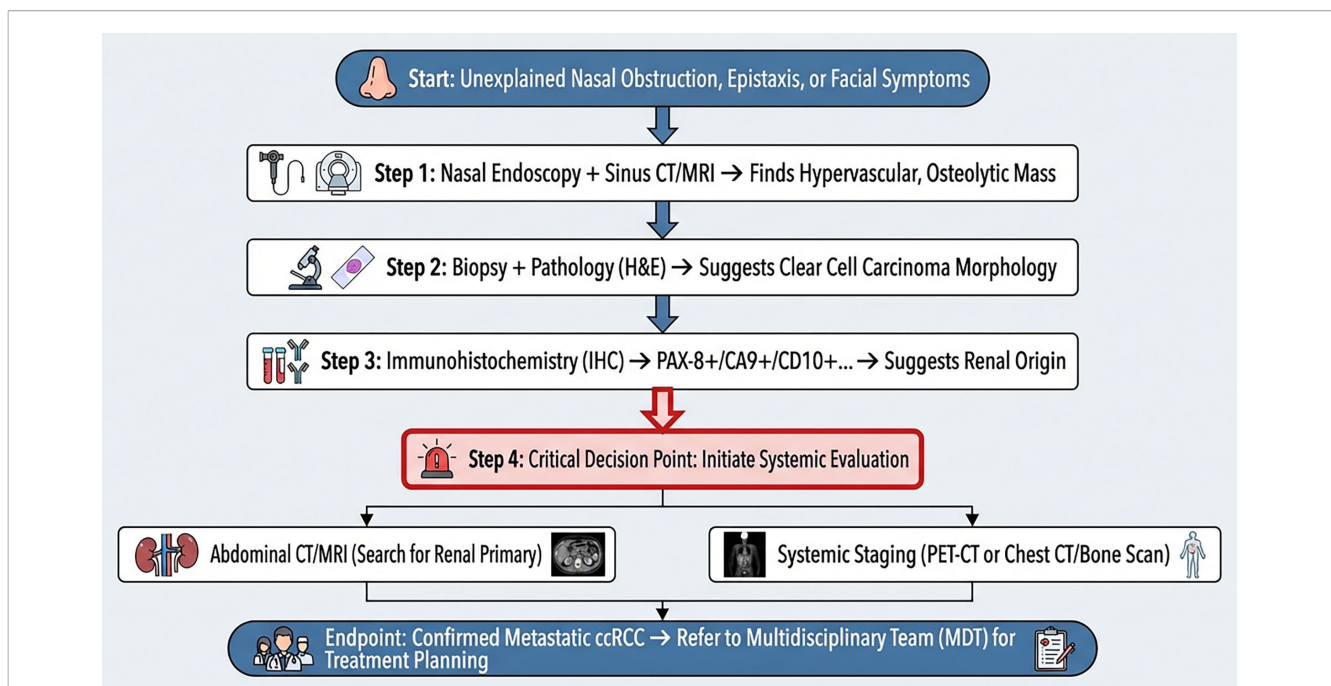 Start: Unexplained Nasal Obstruction, Epistaxis, or Facial Symptoms
Step 1: Nasal Endoscopy + Sinus CT/MRI → Finds Hypervascular, Osteolytic Mass
Step 2: Biopsy + Pathology (H&E) → Suggests Clear Cell Carcinoma Morphology
Step 3: Immunohistochemistry (IHC) → PAX-8+/CA9+/CD10+... → Suggests Renal Origin
Step 4: Critical Decision Point: Initiate Systemic Evaluation
Abdominal CT/MRI (Search for Renal Primary)
Systemic Staging (PET-CT or Chest CT/Bone Scan)
Endpoint: Confirmed Metastatic ccRCC → Refer to Multidisciplinary Team (MDT) for
Treatment Planning